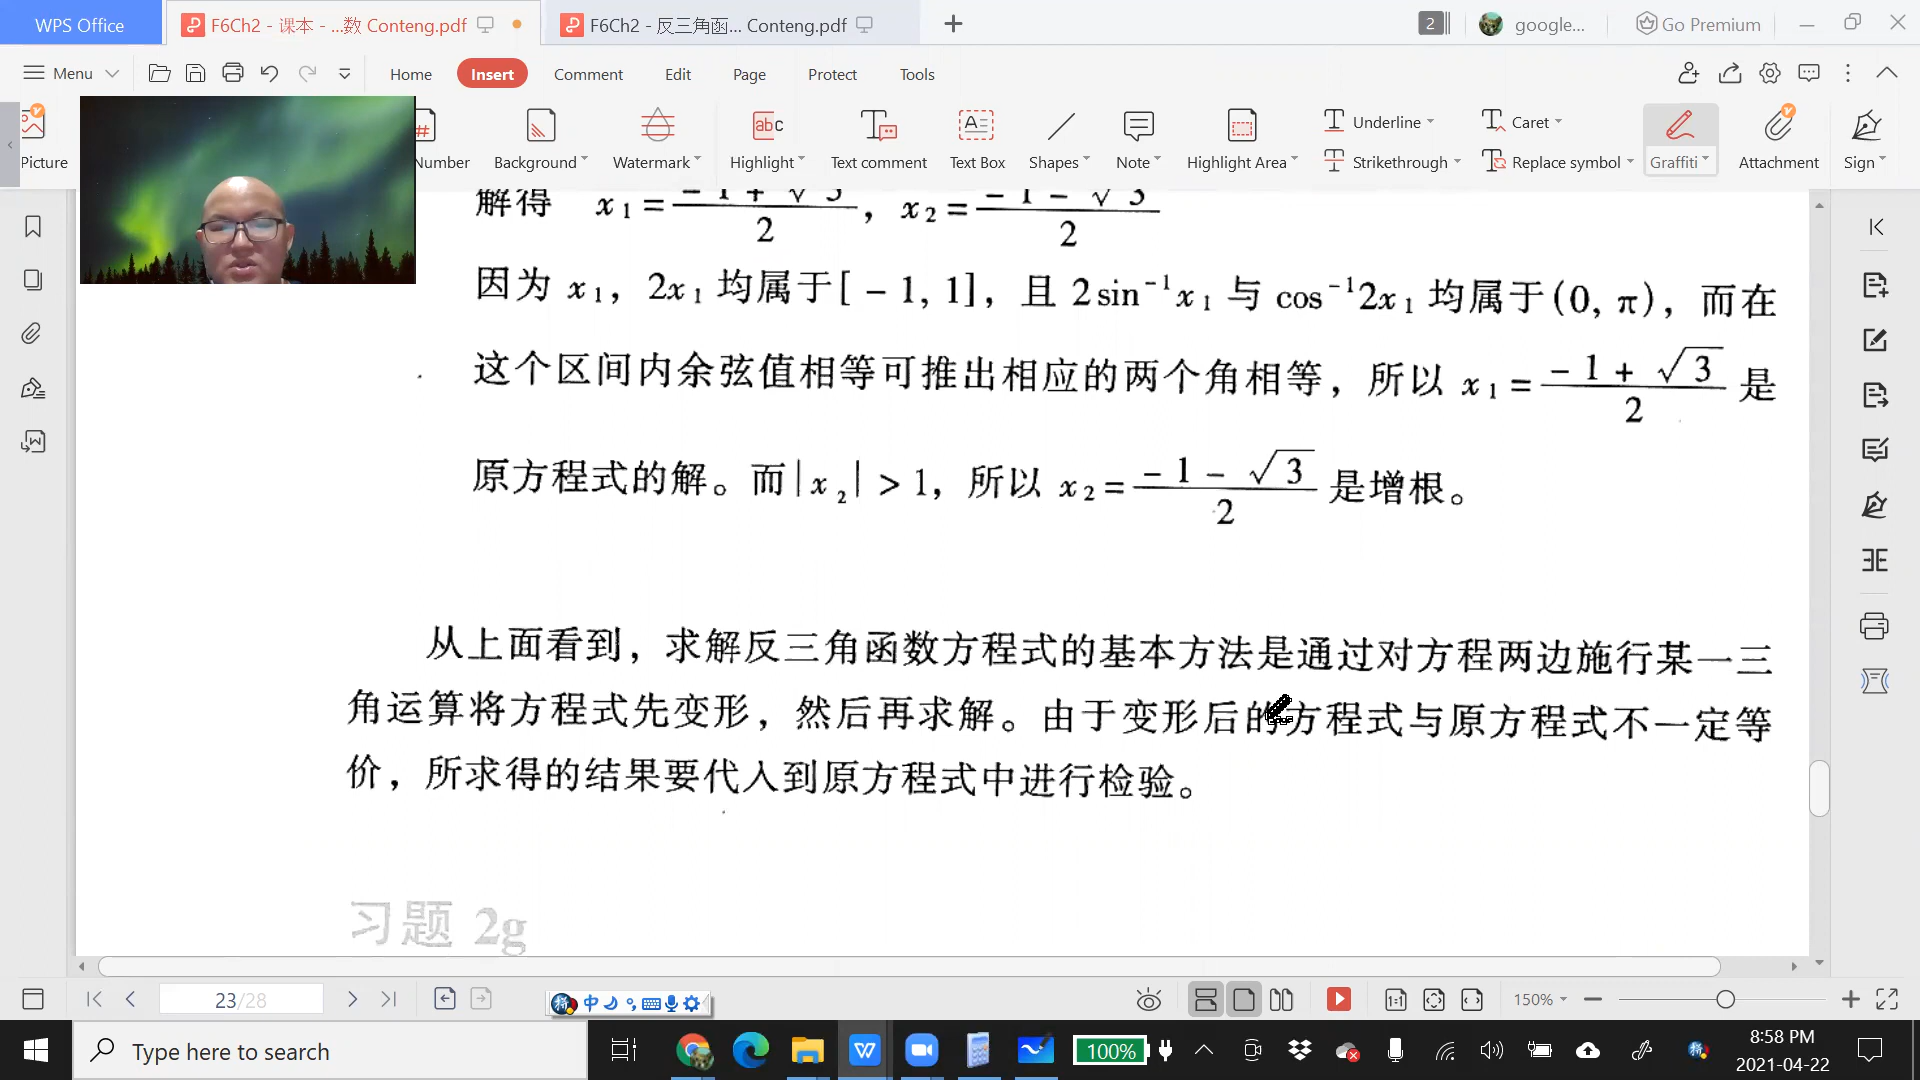 WPS Office
F6Ch2 - 课本 - ...数 Conteng.pdf
F6Ch2 - 反三角函... Conteng.pdf
2
google...
Go Premium
Menu
Home
Insert
Comment
Edit
Page
Protect
Tools
Picture
Number
Background
Watermark
Highlight
Text comment
Text Box
Shapes
Note
Highlight Area
Underline
Strikethrough
Caret
Replace symbol
Graffiti
Attachment
Sign
解得 x₁ = (-1 + √3)/2, x₂ = (-1 - √3)/2
因为 x₁, 2x₁ 均属于[-1, 1], 且 2sin⁻¹x₁ 与 cos⁻¹2x₁ 均属于(0, π), 而在
这个区间内余弦值相等可推出相应的两个角相等, 所以 x₁ = (-1 + √3)/2 是
原方程式的解。而|x₂| > 1, 所以 x₂ = (-1 - √3)/2 是增根。
从上面看到, 求解反三角函数方程式的基本方法是通过对方程两边施行某一三
角运算将方程式先变形, 然后再求解。由于变形后的方程式与原方程式不一定等
价, 所求得的结果要代入到原方程式中进行检验。
习题 2g
23/28
中
150%
Type here to search
100%
8:58 PM
2021-04-22